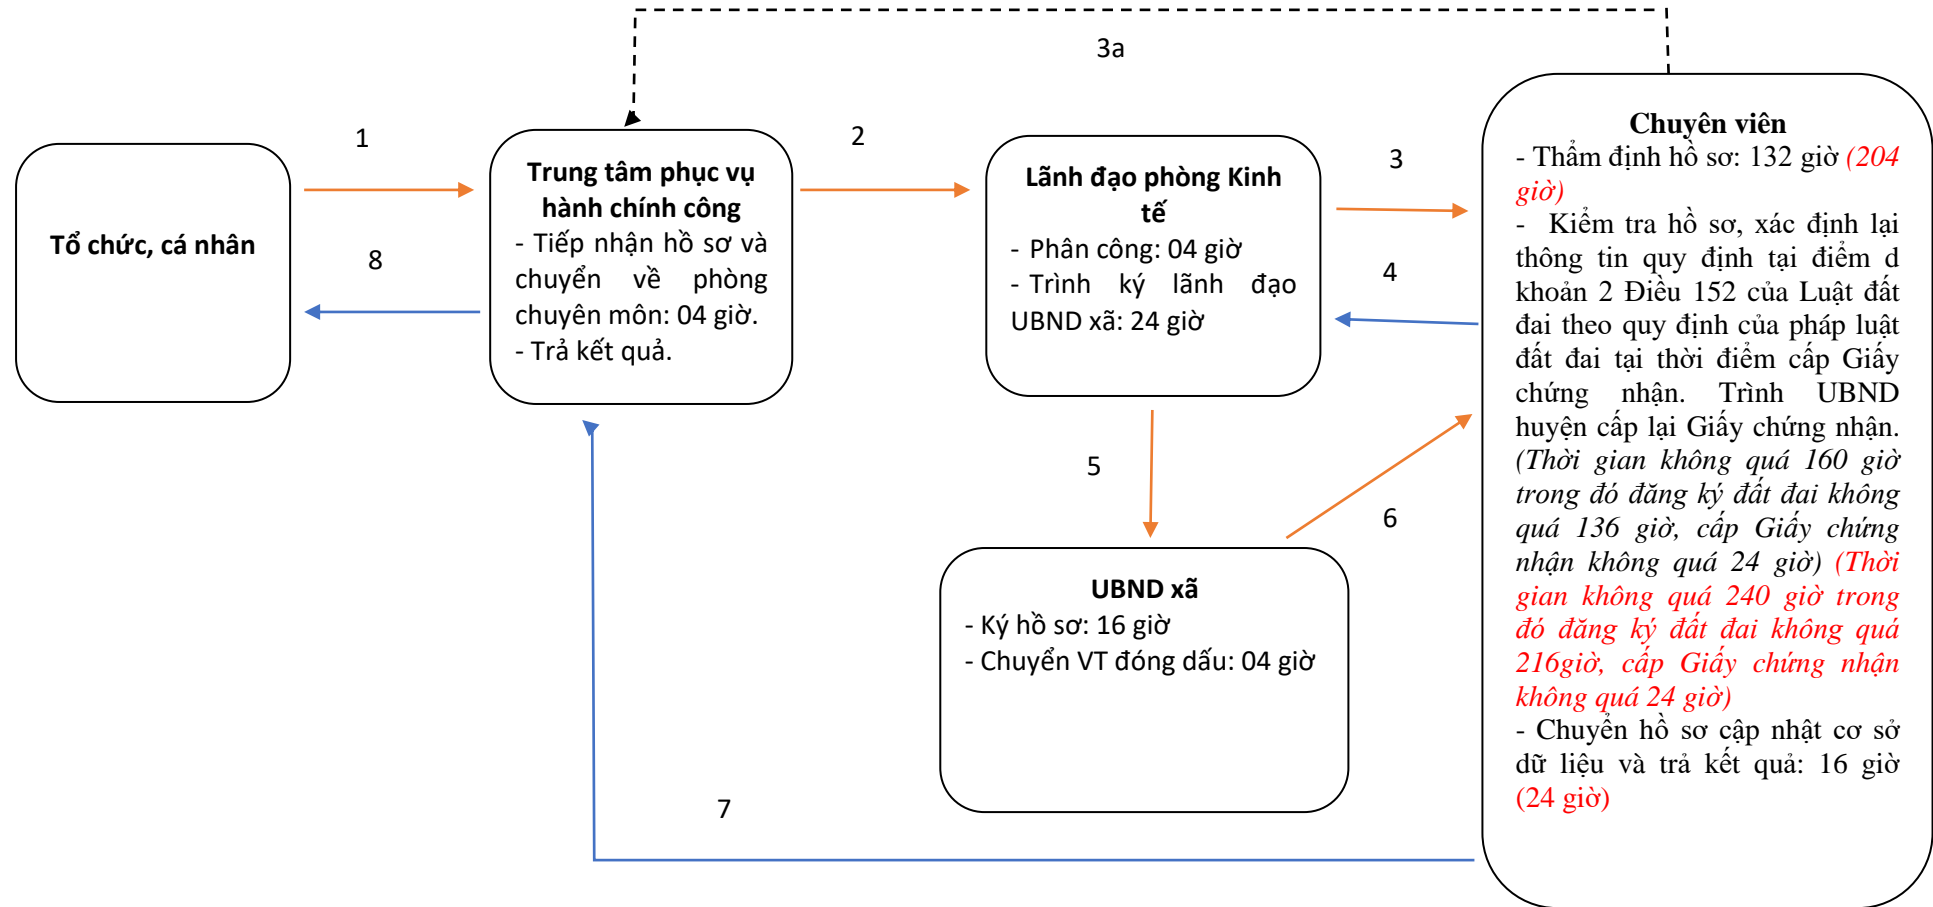 3a
1
2
3
8
4
5
6
7
Tổ chức, cá nhân
Trung tâm phục vụ
hành chính công
- Tiếp nhận hồ sơ và
chuyển về phòng
chuyên môn: 04 giờ.
- Trả kết quả.
Lãnh đạo phòng Kinh
tế
- Phân công: 04 giờ
- Trình ký lãnh đạo
UBND xã: 24 giờ
UBND xã
- Ký hồ sơ: 16 giờ
- Chuyển VT đóng dấu: 04 giờ
Chuyên viên
- Thẩm định hồ sơ: 132 giờ (204
giờ)
- Kiểm tra hồ sơ, xác định lại
thông tin quy định tại điểm d
khoản 2 Điều 152 của Luật đất
đai theo quy định của pháp luật
đất đai tại thời điểm cấp Giấy
chứng nhận. Trình UBND
huyện cấp lại Giấy chứng nhận.
(Thời gian không quá 160 giờ
trong đó đăng ký đất đai không
quá 136 giờ, cấp Giấy chứng
nhận không quá 24 giờ) (Thời
gian không quá 240 giờ trong
đó đăng ký đất đai không quá
216giờ, cấp Giấy chứng nhận
không quá 24 giờ)
- Chuyển hồ sơ cập nhật cơ sở
dữ liệu và trả kết quả: 16 giờ
(24 giờ)